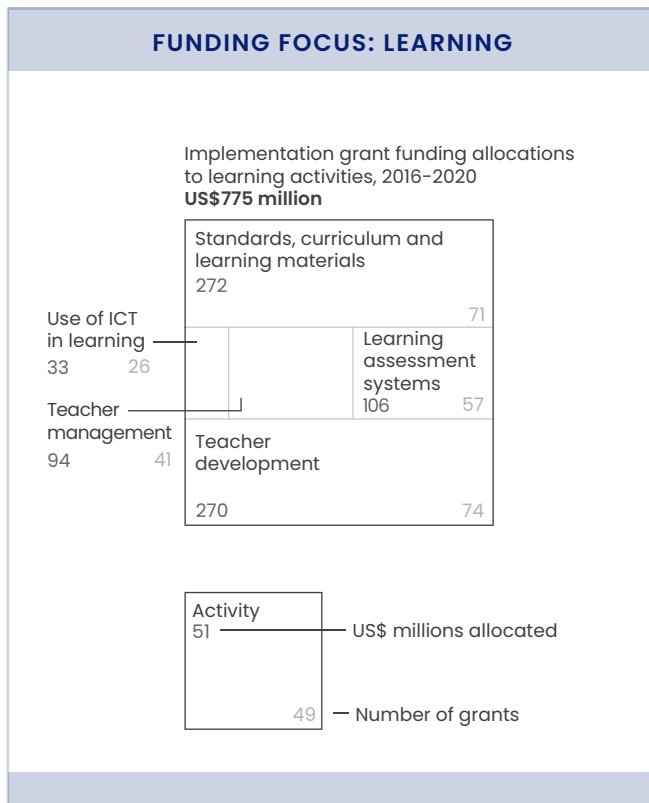 FUNDING FOCUS: LEARNING
Implementation grant funding allocations
to learning activities, 2016-2020
US$775 million
Standards, curriculum and
learning materials
272
71
Use of ICT
in learning
33 26
Teacher
management
94 41
Learning
assessment
systems
106 57
Teacher
development
270 74
Activity
51 US$ millions allocated
49 Number of grants